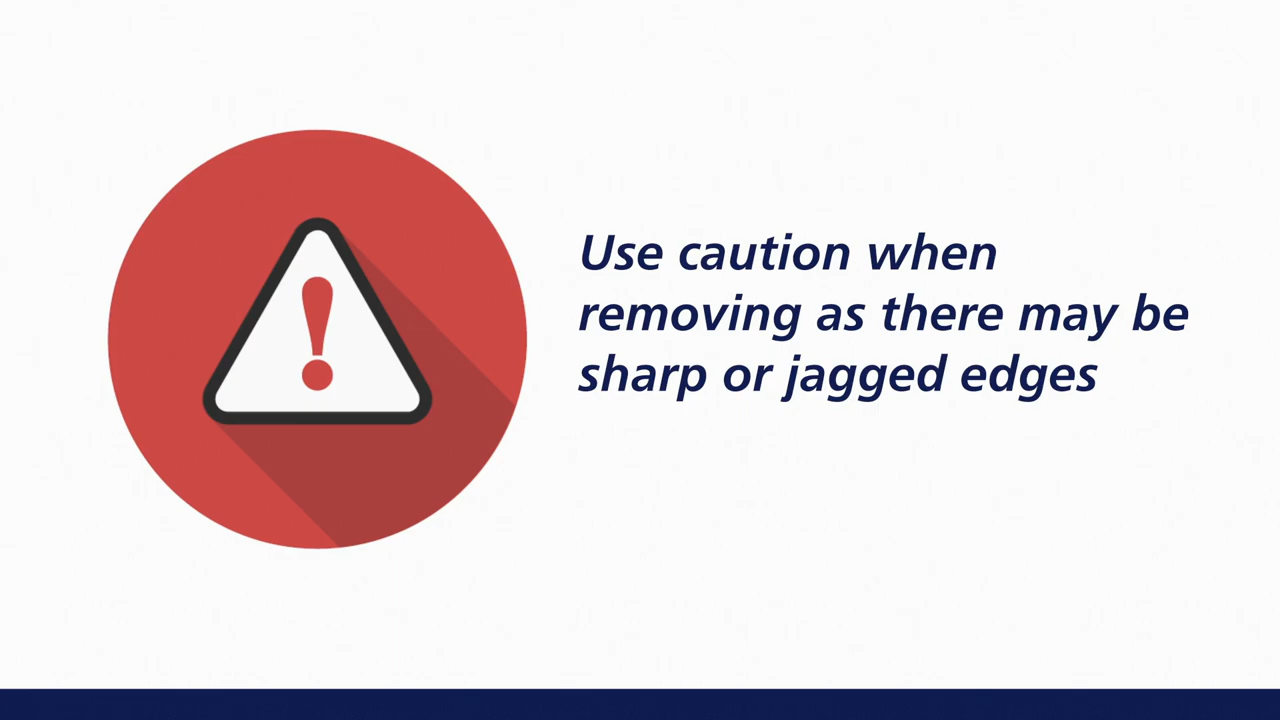 Use caution when
removing as there may be
sharp or jagged edges